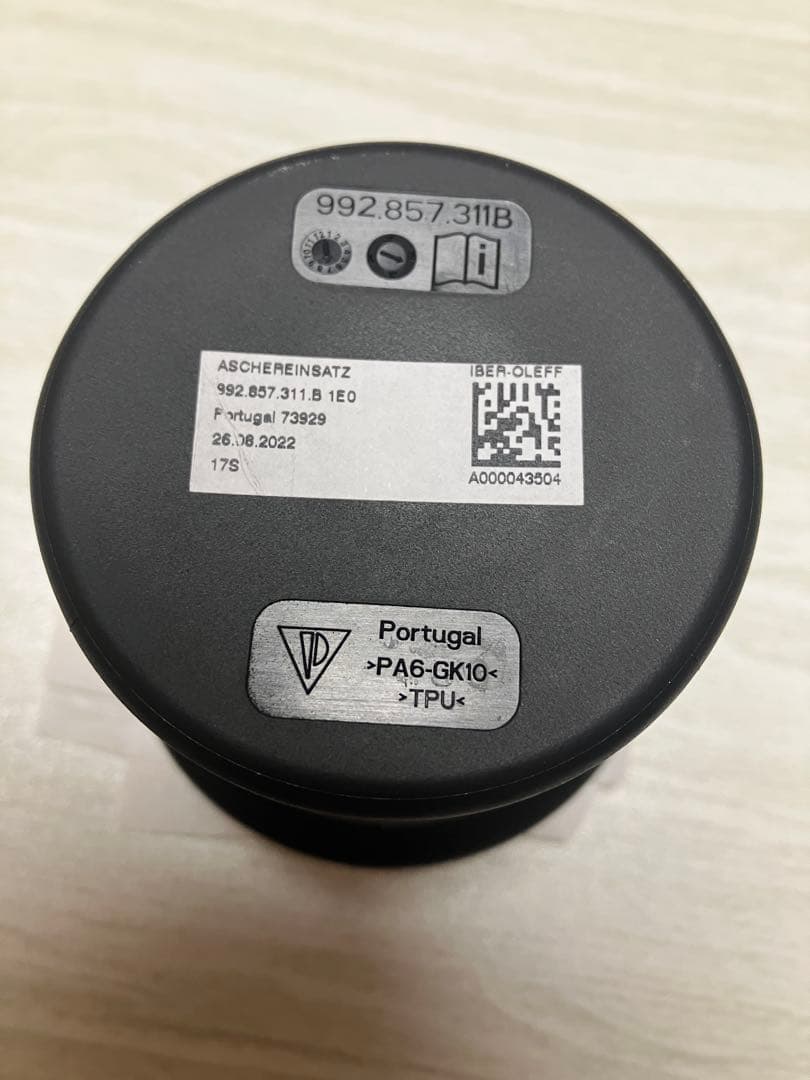 992.857.311B
ASCHEREINSATZ
992.857.311.B 1E0
Portugal 73929
26.08.2022
17S
IBER-OLEFF
A000043504
Portugal
>PA6-GK10<
>TPU<